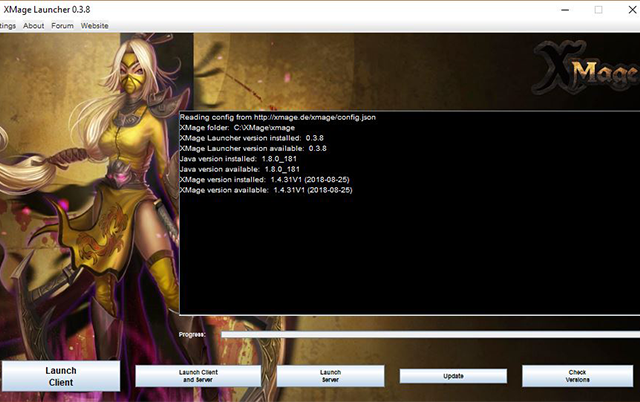 XMage Launcher 0.3.8
tings About Forum Website
XMage
Reading config from http://xmage.de/xmage/config.json
XMage folder: C:\XMage\xmage
XMage Launcher version installed: 0.3.8
XMage Launcher version available: 0.3.8
Java version installed: 1.8.0_181
Java version available: 1.8.0_181
XMage version installed: 1.4.31V1 (2018-08-25)
XMage version available: 1.4.31V1 (2018-08-25)
Progress:
Launch
Client
Launch Client
and Server
Launch
Server
Update
Check
Versions